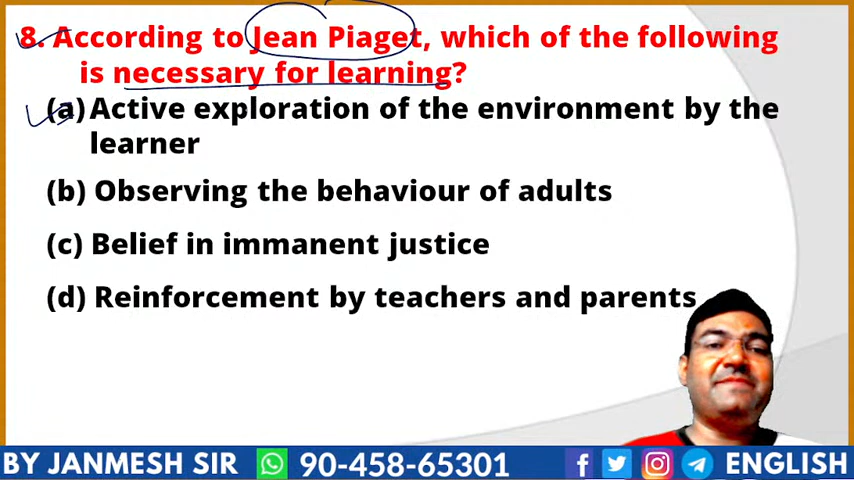 8. According to Jean Piaget, which of the following
is necessary for learning?
(a) Active exploration of the environment by the
learner
(b) Observing the behaviour of adults
(c) Belief in immanent justice
(d) Reinforcement by teachers and parents
BY JANMESH SIR 90-458-65301 ENGLISH